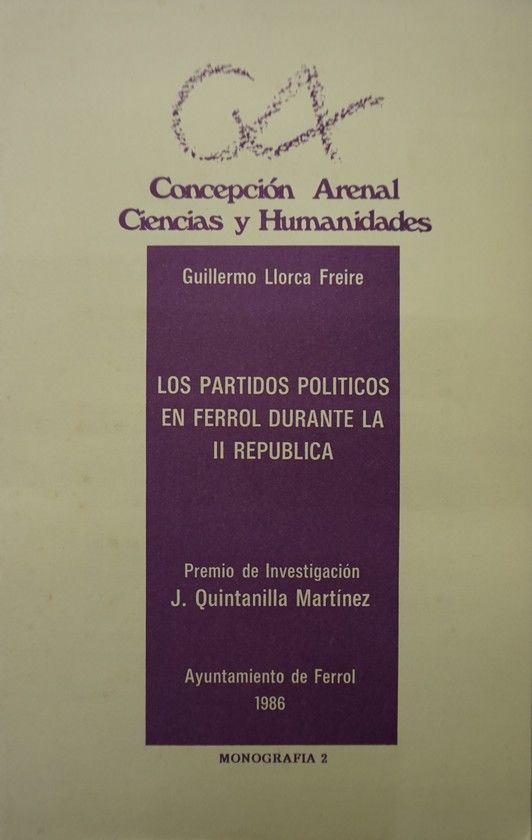 CA
Concepción Arenal
Ciencias y Humanidades
Guillermo Llorca Freire
LOS PARTIDOS POLITICOS
EN FERROL DURANTE LA
II REPUBLICA
Premio de Investigación
J. Quintanilla Martínez
Ayuntamiento de Ferrol
1986
MONOGRAFIA 2